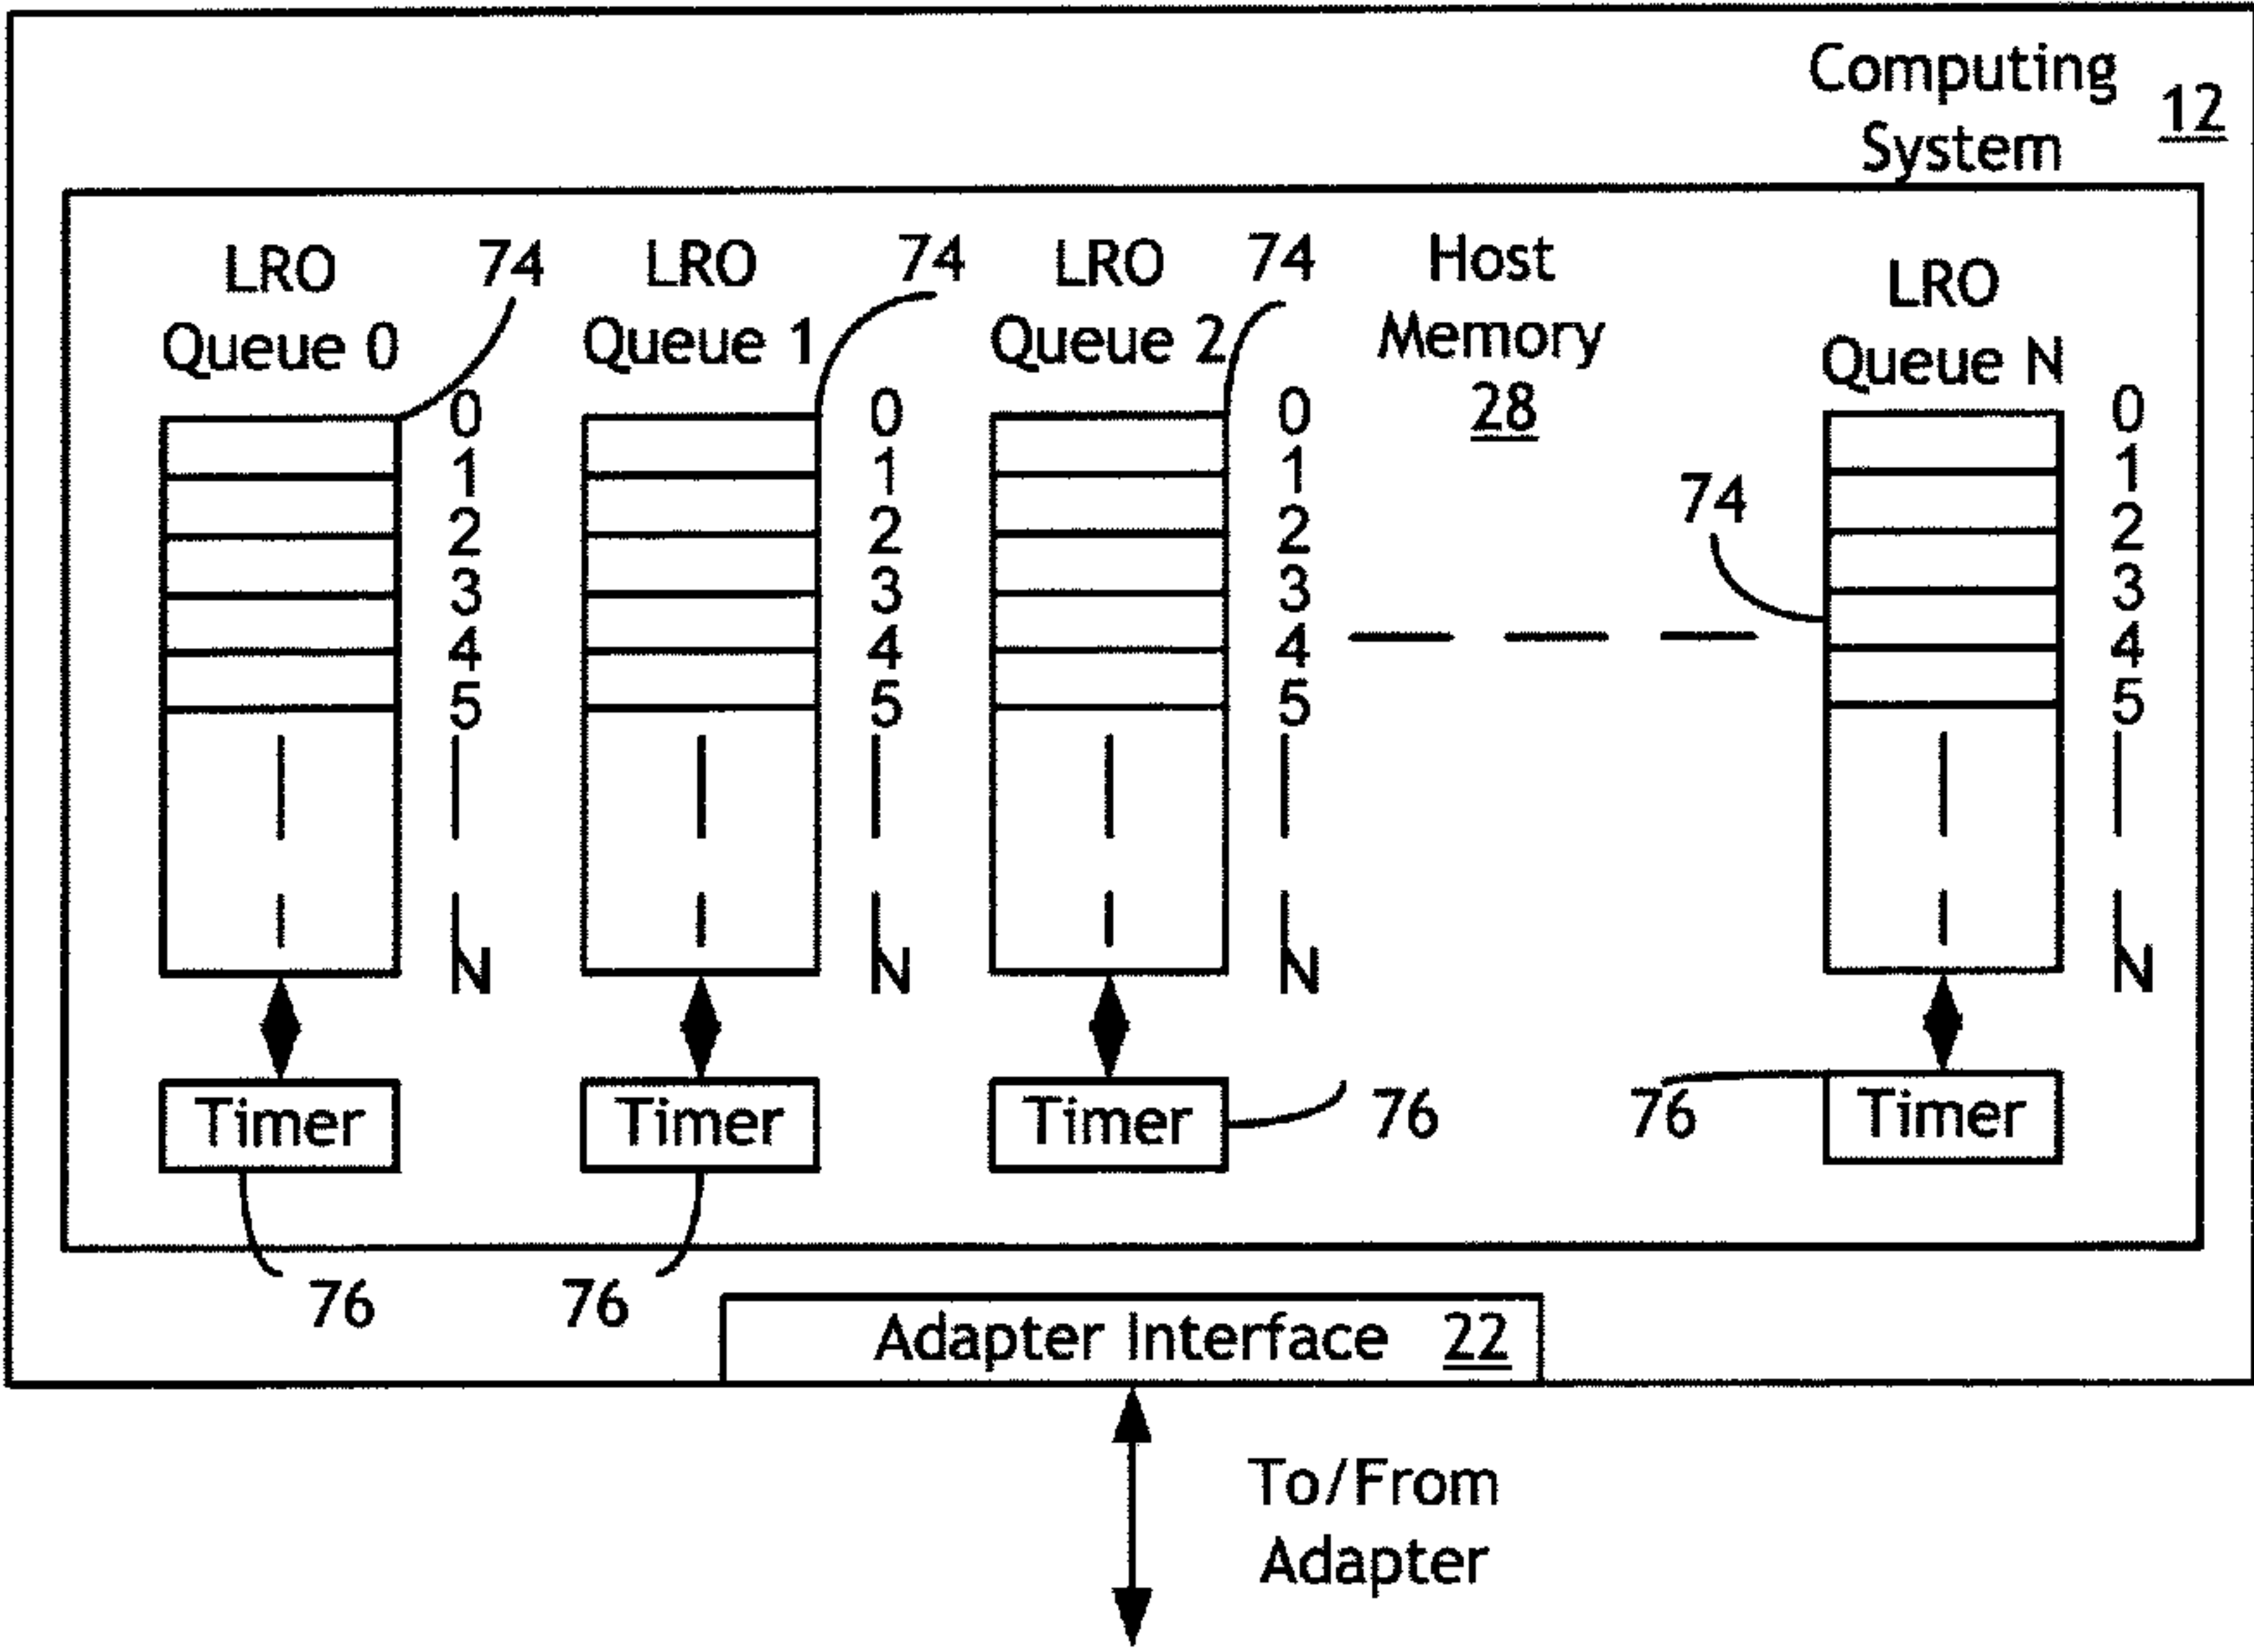 Computing
System 12
LRO
Queue 0
74
LRO
Queue 1
74
LRO
Queue 2
74
Host
Memory
28
LRO
Queue N
74
0
1
2
3
4
5
N
0
1
2
3
4
5
N
0
1
2
3
4
5
N
0
1
2
3
4
5
N
Timer
Timer
Timer
76
76
Timer
76
76
Adapter Interface 22
To/From
Adapter